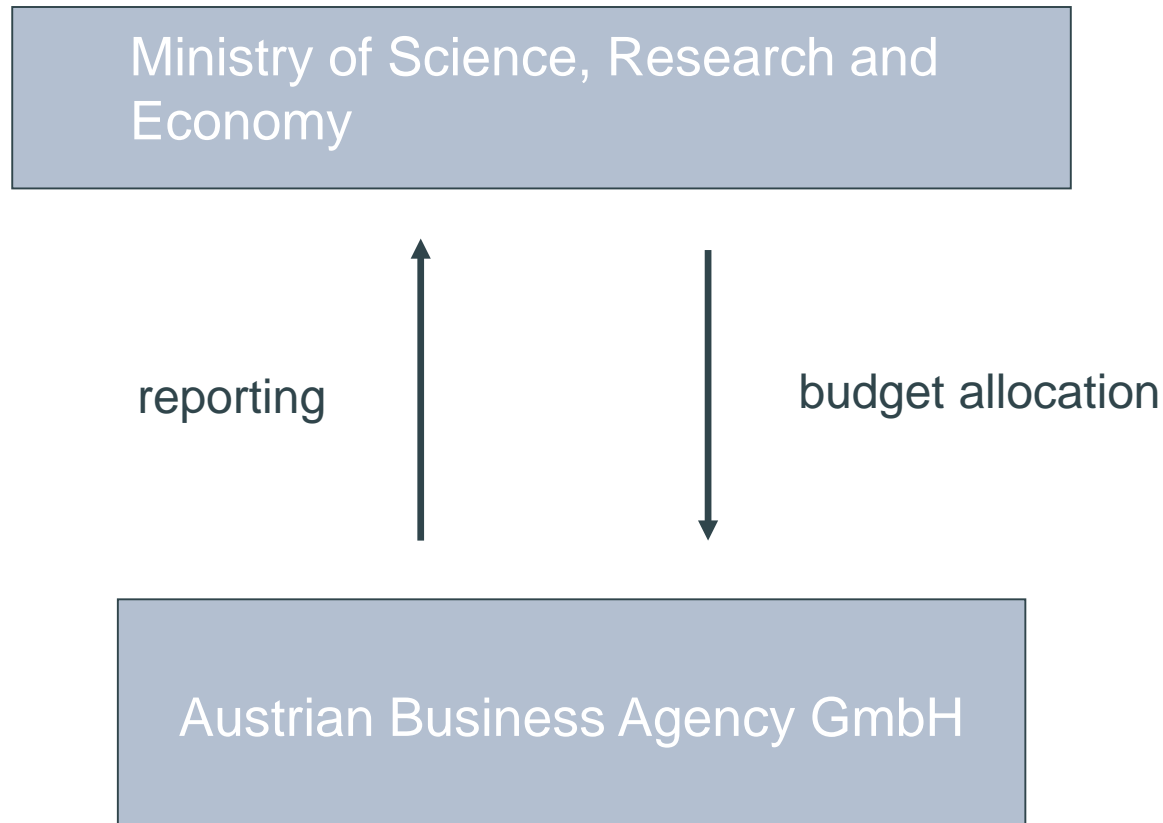 Ministry of Science, Research and
Economy
reporting
budget allocation
Austrian Business Agency GmbH